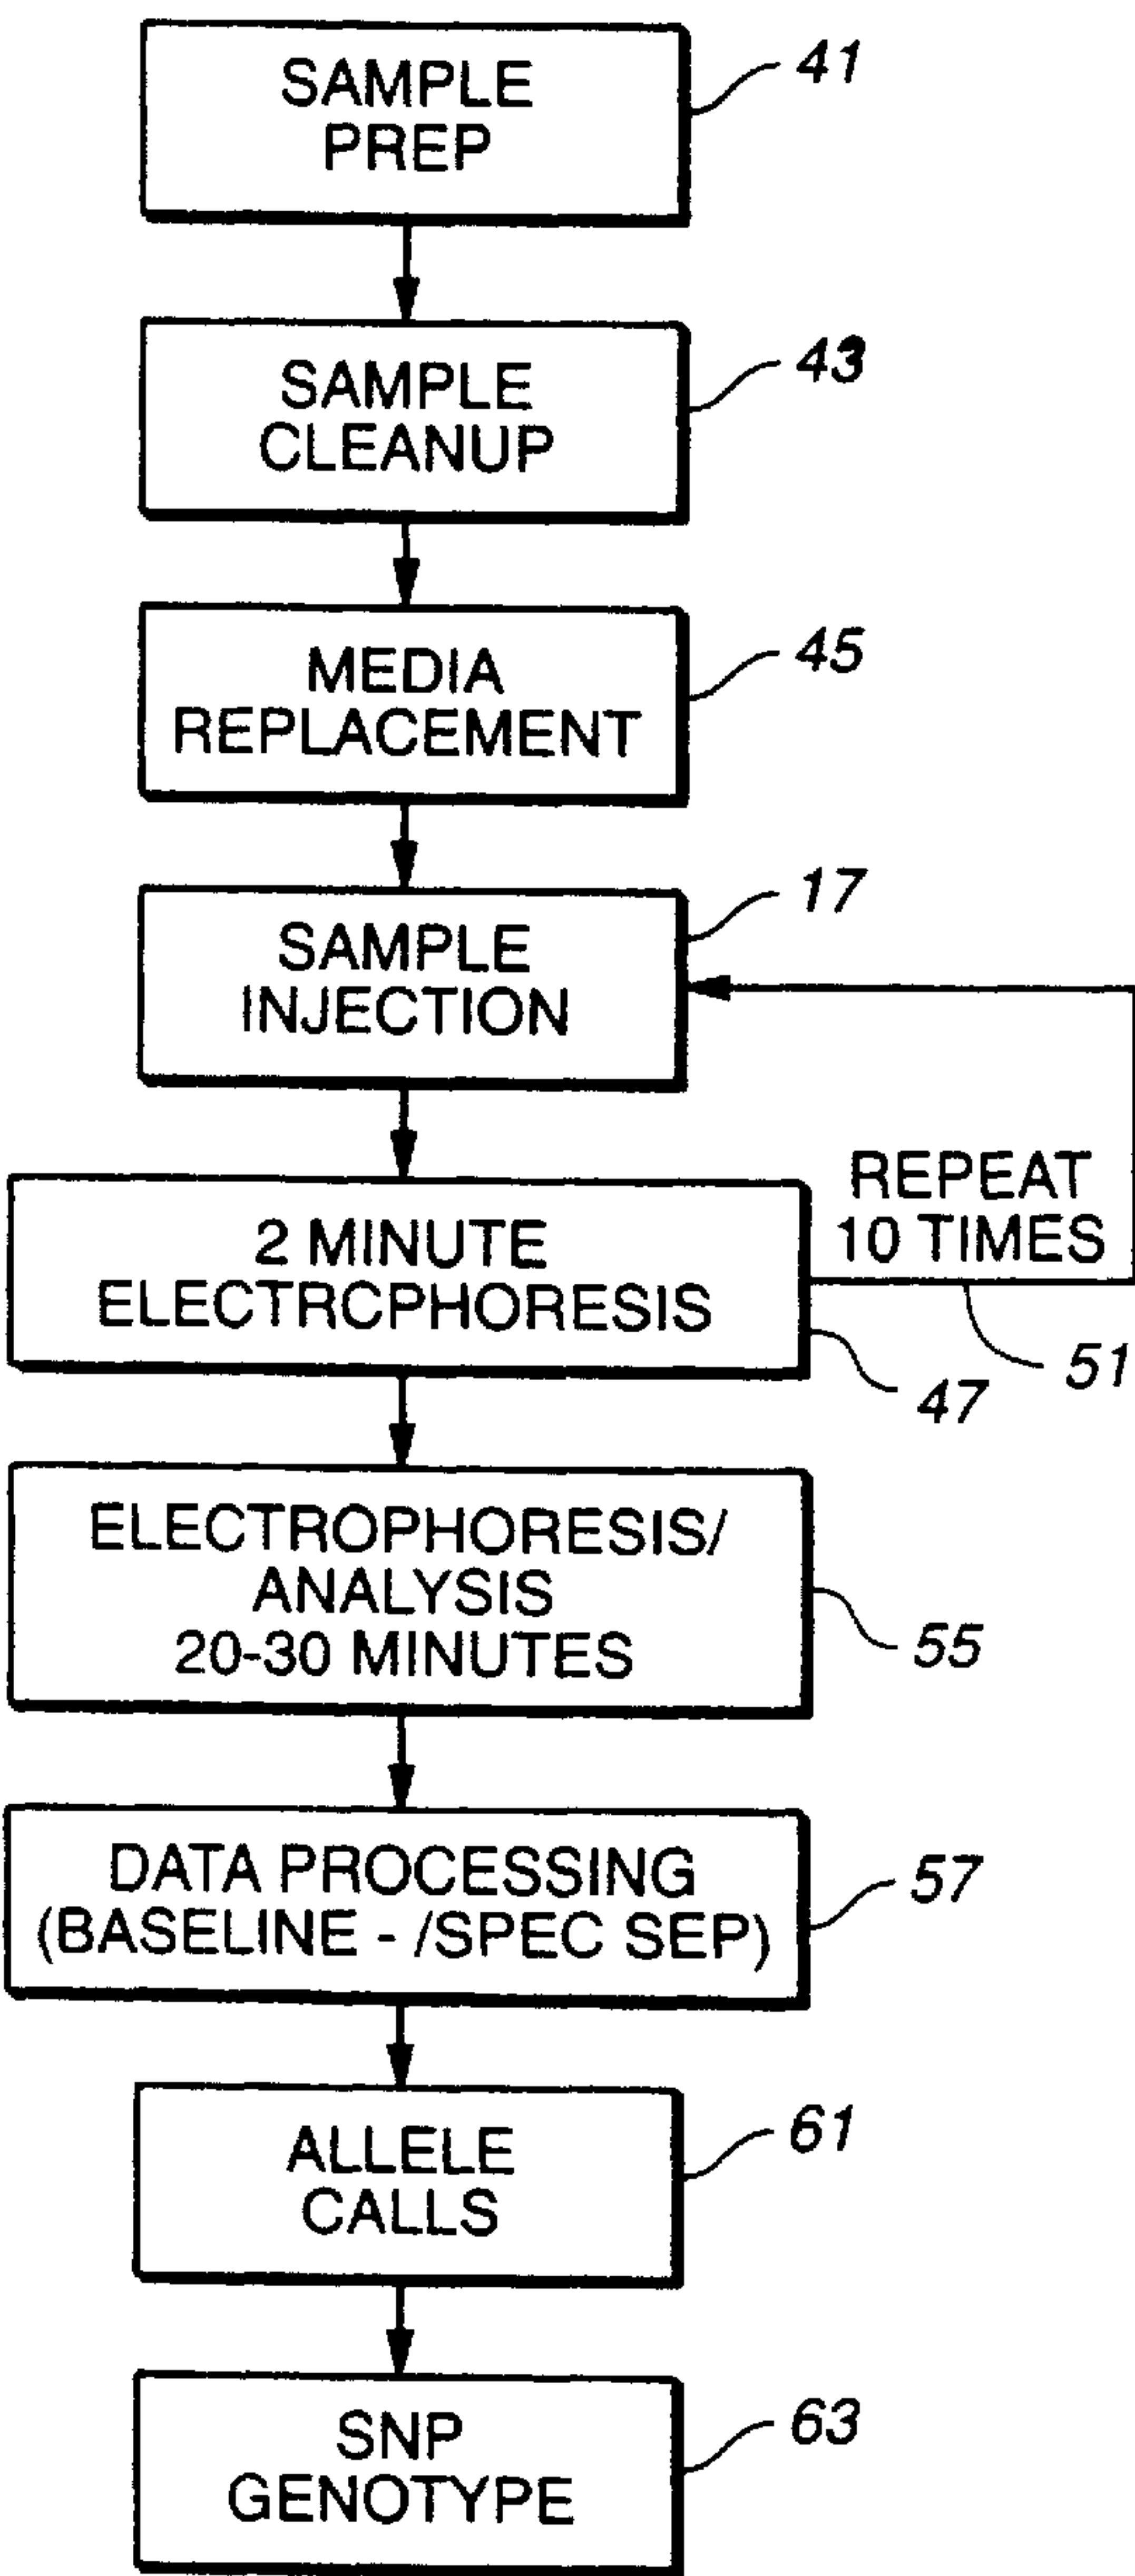 SAMPLE
PREP
41
SAMPLE
CLEANUP
43
MEDIA
REPLACEMENT
45
SAMPLE
INJECTION
17
2 MINUTE
ELECTRCPHORESIS
47
REPEAT
10 TIMES
51
ELECTROPHORESIS/
ANALYSIS
20-30 MINUTES
55
DATA PROCESSING
(BASELINE - /SPEC SEP)
57
ALLELE
CALLS
61
SNP
GENOTYPE
63